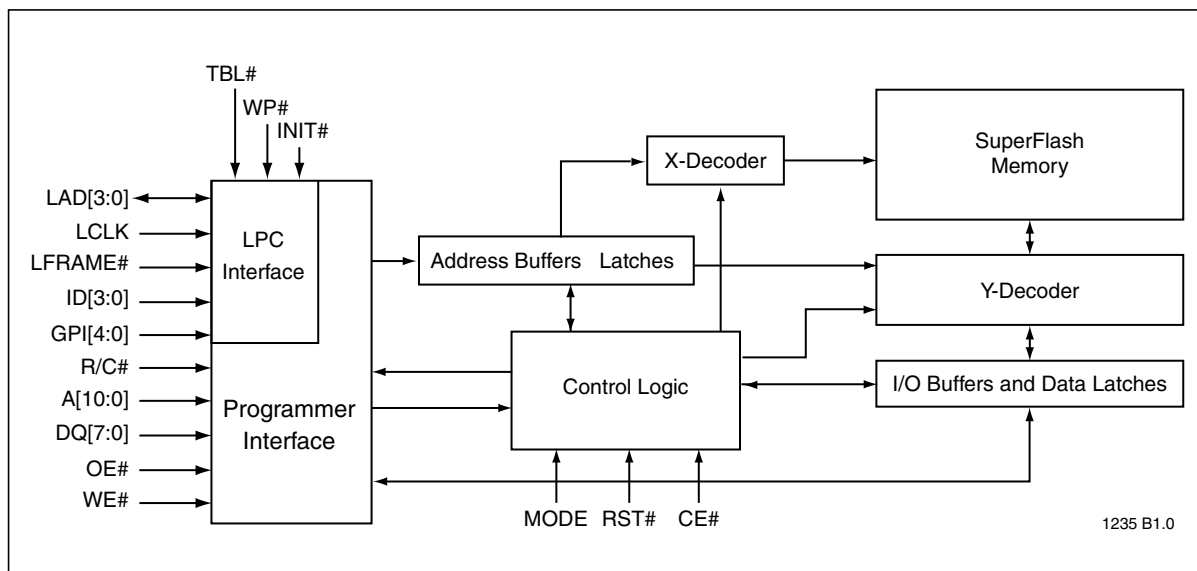 TBL#
WP#
INIT#
LAD[3:0]
LCLK
LFRAME#
ID[3:0]
GPI[4:0]
R/C#
A[10:0]
DQ[7:0]
OE#
WE#
LPC
Interface
Programmer
Interface
Address Buffers Latches
X-Decoder
SuperFlash
Memory
Y-Decoder
Control Logic
I/O Buffers and Data Latches
MODE RST# CE#
1235 B1.0